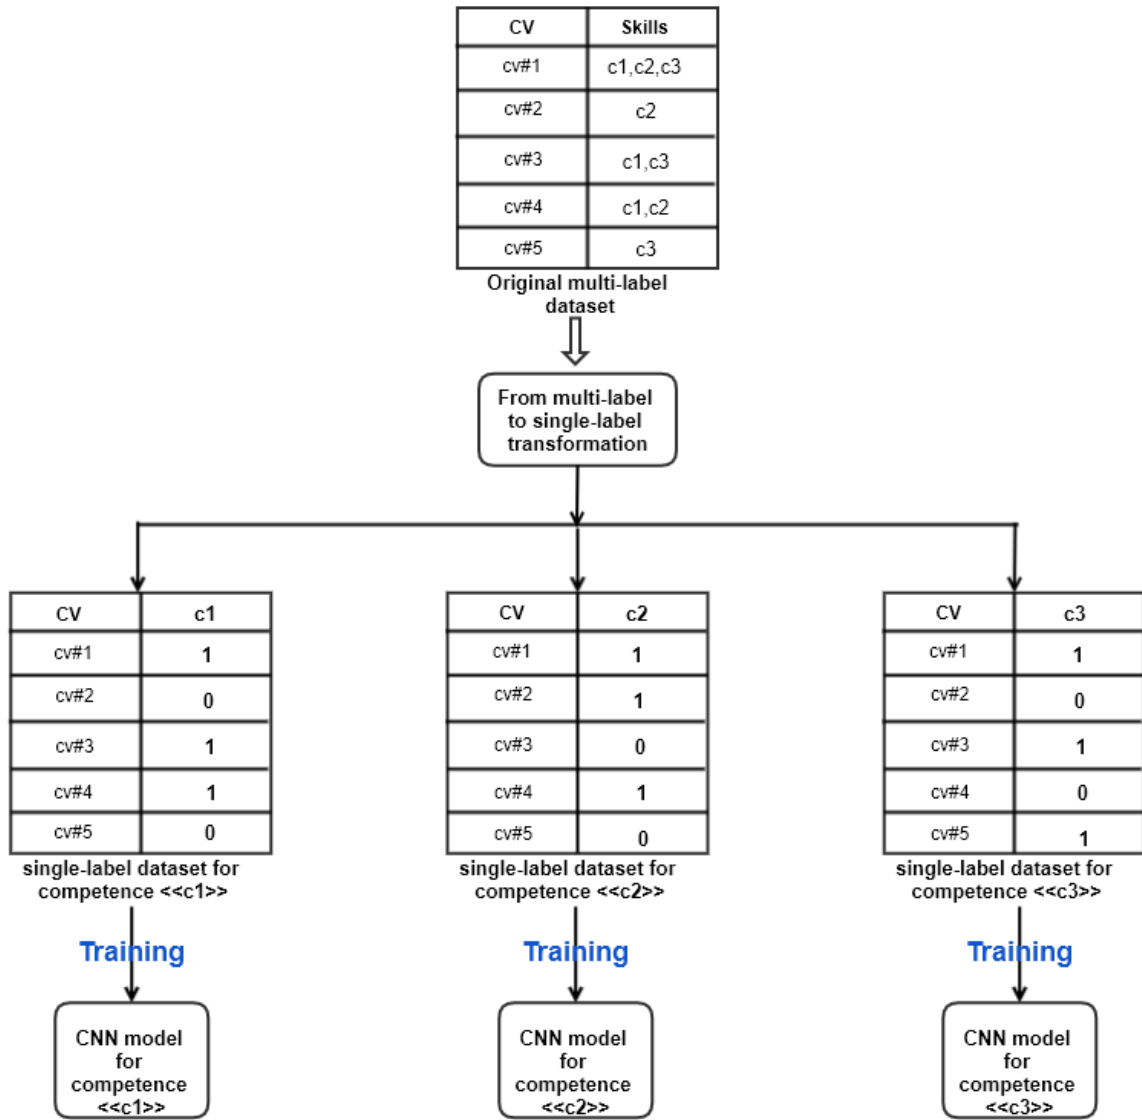 CV Skills
cv#1 c1,c2,c3
cv#2 c2
cv#3 c1,c3
cv#4 c1,c2
cv#5 c3
Original multi-label
dataset
From multi-label
to single-label
transformation
CV c1
cv#1 1
cv#2 0
cv#3 1
cv#4 1
cv#5 0
single-label dataset for
competence <<c1>>
Training
CNN model
for
competence
<<c1>>
CV c2
cv#1 1
cv#2 1
cv#3 0
cv#4 1
cv#5 0
single-label dataset for
competence <<c2>>
Training
CNN model
for
competence
<<c2>>
CV c3
cv#1 1
cv#2 0
cv#3 1
cv#4 0
cv#5 1
single-label dataset for
competence <<c3>>
Training
CNN model
for
competence
<<c3>>